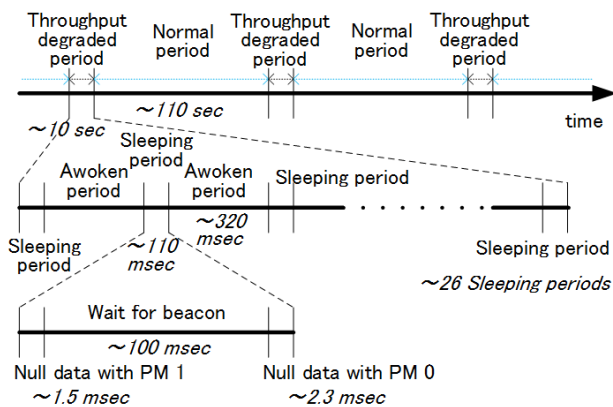 Throughput
degraded
period
Normal
period
Throughput
degraded
period
Normal
period
Throughput
degraded
period
~110 sec
time
~10 sec
Sleeping
period
Awoken
period
Awoken
period
Sleeping period
~320
msec
Sleeping
period
~110
msec
Sleeping period
~26 Sleeping periods
Wait for beacon
~100 msec
Null data with PM 1
~1.5 msec
Null data with PM 0
~2.3 msec